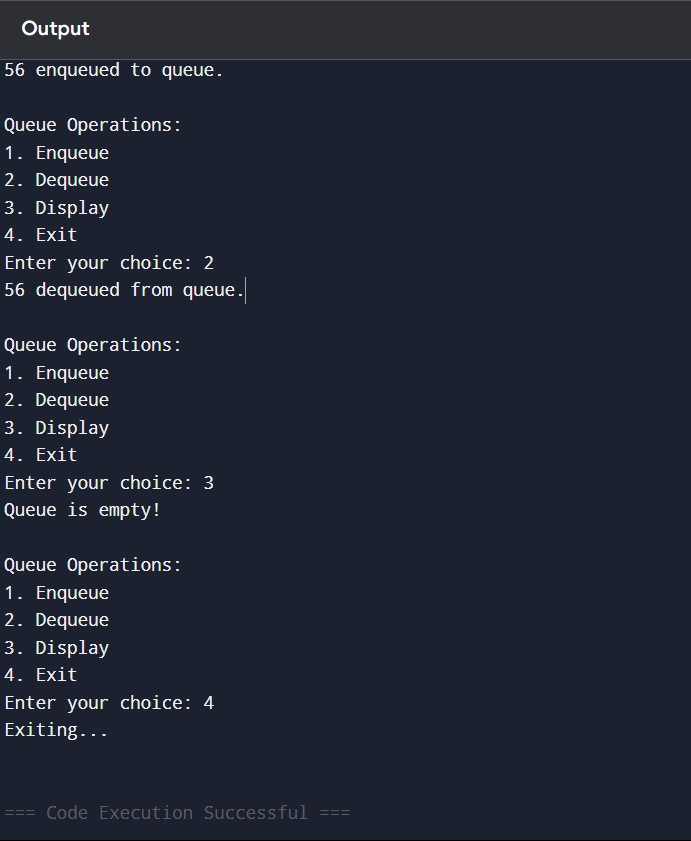 Output
56 enqueued to queue.
Queue Operations:
1. Enqueue
2. Dequeue
3. Display
4. Exit
Enter your choice: 2
56 dequeued from queue.
Queue Operations:
1. Enqueue
2. Dequeue
3. Display
4. Exit
Enter your choice: 3
Queue is empty!
Queue Operations:
1. Enqueue
2. Dequeue
3. Display
4. Exit
Enter your choice: 4
Exiting...
=== Code Execution Successful ===